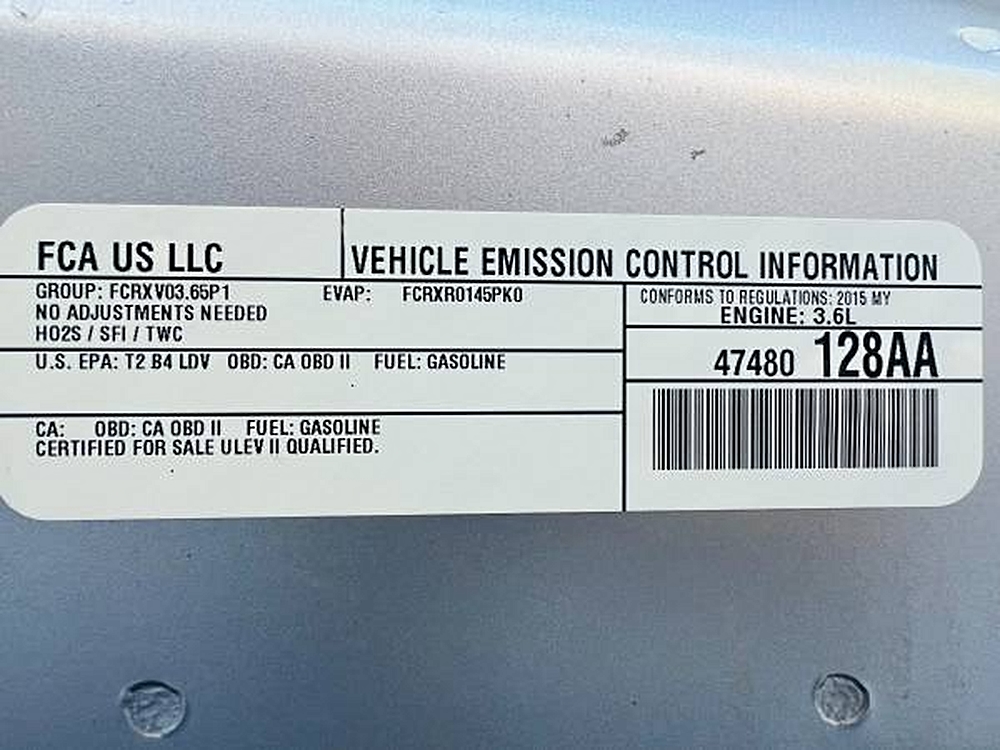 FCA US LLC
VEHICLE EMISSION CONTROL INFORMATION
GROUP: FCRXV03.65P1 EVAP: FCRXR0145PK0
NO ADJUSTMENTS NEEDED
HO2S / SFI / TWC
U.S. EPA: T2 B4 LDV OBD: CA OBD II FUEL: GASOLINE
CA: OBD: CA OBD II FUEL: GASOLINE
CERTIFIED FOR SALE ULEV II QUALIFIED.
CONFORMS TO REGULATIONS: 2015 MY
ENGINE: 3.6L
47480 128AA